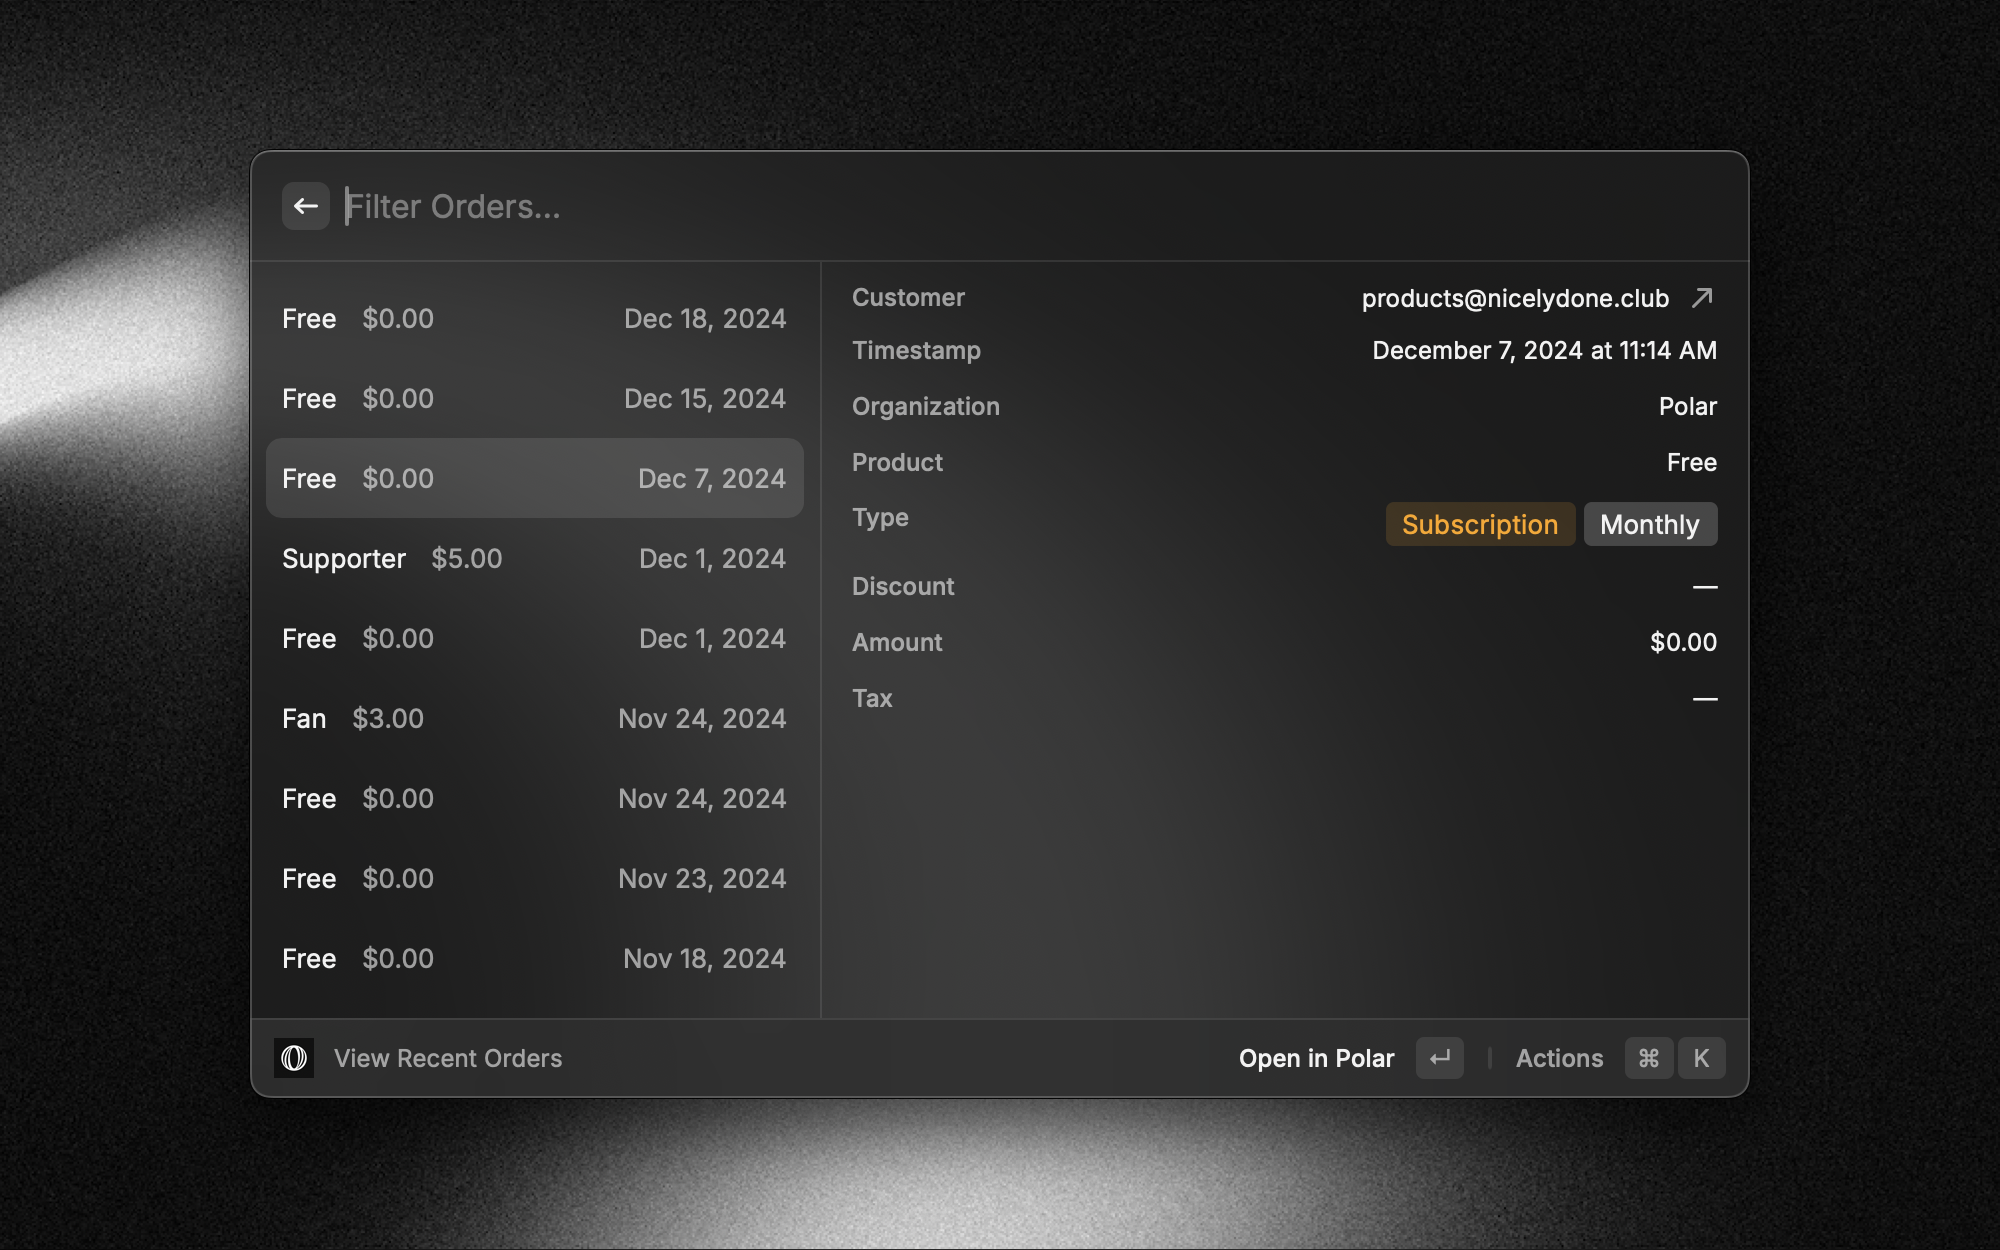 Filter Orders...
Free $0.00 Dec 18, 2024
Free $0.00 Dec 15, 2024
Free $0.00 Dec 7, 2024
Supporter $5.00 Dec 1, 2024
Free $0.00 Dec 1, 2024
Fan $3.00 Nov 24, 2024
Free $0.00 Nov 24, 2024
Free $0.00 Nov 23, 2024
Free $0.00 Nov 18, 2024
Customer products@nicelydone.club
Timestamp December 7, 2024 at 11:14 AM
Organization Polar
Product Free
Type Subscription Monthly
Discount —
Amount $0.00
Tax —
View Recent Orders
Open in Polar ↵ Actions ⌘ K